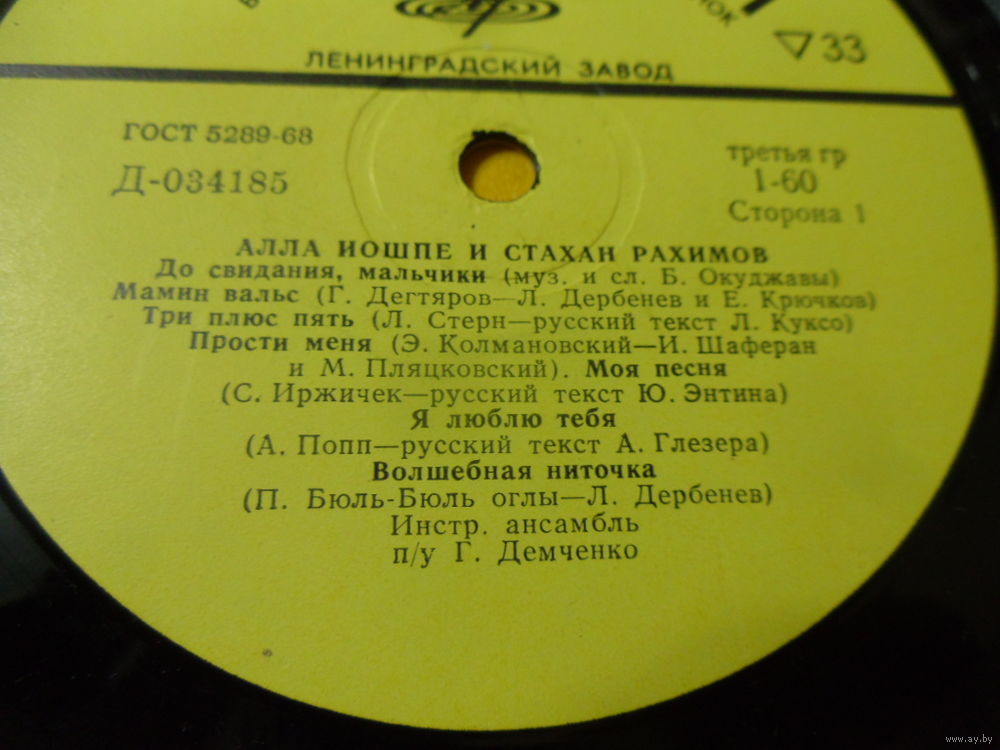 ЛЕНИНГРАДСКИЙ ЗАВОД
33
ГОСТ 5289-68
Д-034185
третья гр
1-60
Сторона 1
АЛЛА ИОШПЕ И СТАХАН РАХИМОВ
До свидания, мальчики (муз. и сл. Б. Окуджавы)
Мамин вальс (Г. Дегтяров—Л. Дербенев и Е. Крючков)
Три плюс пять (Л. Стерн—русский текст Л. Куксо)
Прости меня (Э. Колмановский—И. Шаферан
и М. Пляцковский). Моя песня
(С. Иржичек—русский текст Ю. Энтина)
Я люблю тебя
(А. Попп—русский текст А. Глезера)
Волшебная ниточка
(П. Бюль-Бюль оглы—Л. Дербенев)
Инстр. ансамбль
п/у Г. Демченко
www.ay.by